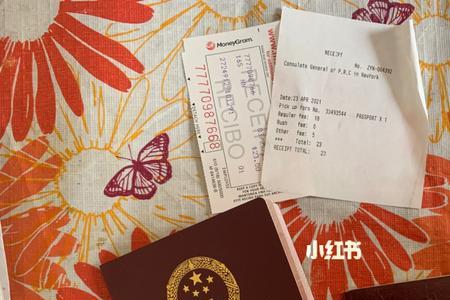 MoneyGram.
77770987668
RECIBO
RECEIPT
No. ZYN-004392
Consulate General of P.R.C in NewYork
Date:23 APR 2021
Pick up form No. 33493544 PASSPORT X 1
Regular fee: 18
Rush fee: 0
Other fee: 5
*** Total: 23
RECEIPT TOTAL: 23
小红书